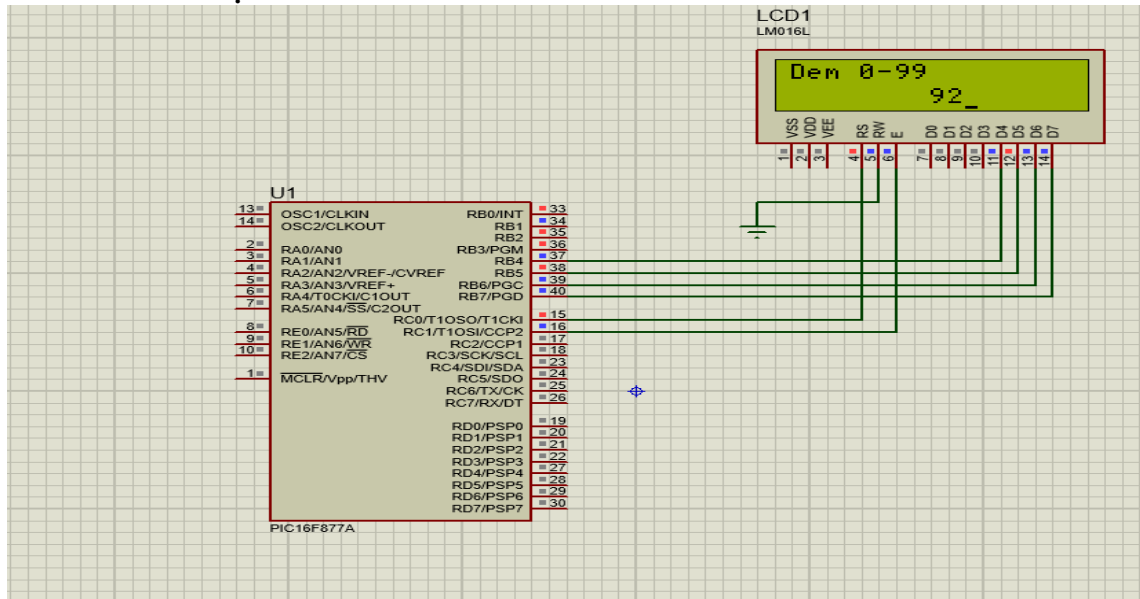 LCD1
LM016L
Dem 0-99
92_
VSS
VDD
VEE
RS
RW
E
D0
D1
D2
D3
D4
D5
D6
D7
1
2
3
4
5
6
7
8
9
10
11
12
13
14
U1
13 OSC1/CLKIN RB0/INT 33
14 OSC2/CLKOUT RB1 34
RB2 35
2 RA0/AN0 RB3/PGM 36
3 RA1/AN1 RB4 37
4 RA2/AN2/VREF-/CVREF RB5 38
5 RA3/AN3/VREF+ RB6/PGC 39
6 RA4/T0CKI/C1OUT RB7/PGD 40
7 RA5/AN4/SS/C2OUT
RC0/T1OSO/T1CKI 15
8 RE0/AN5/RD RC1/T1OSI/CCP2 16
9 RE1/AN6/WR RC2/CCP1 17
10 RE2/AN7/CS RC3/SCK/SCL 18
RC4/SDI/SDA 23
1 MCLR/Vpp/THV RC5/SDO 24
RC6/TX/CK 25
RC7/RX/DT 26
RD0/PSP0 19
RD1/PSP1 20
RD2/PSP2 21
RD3/PSP3 22
RD4/PSP4 27
RD5/PSP5 28
RD6/PSP6 29
RD7/PSP7 30
PIC16F877A